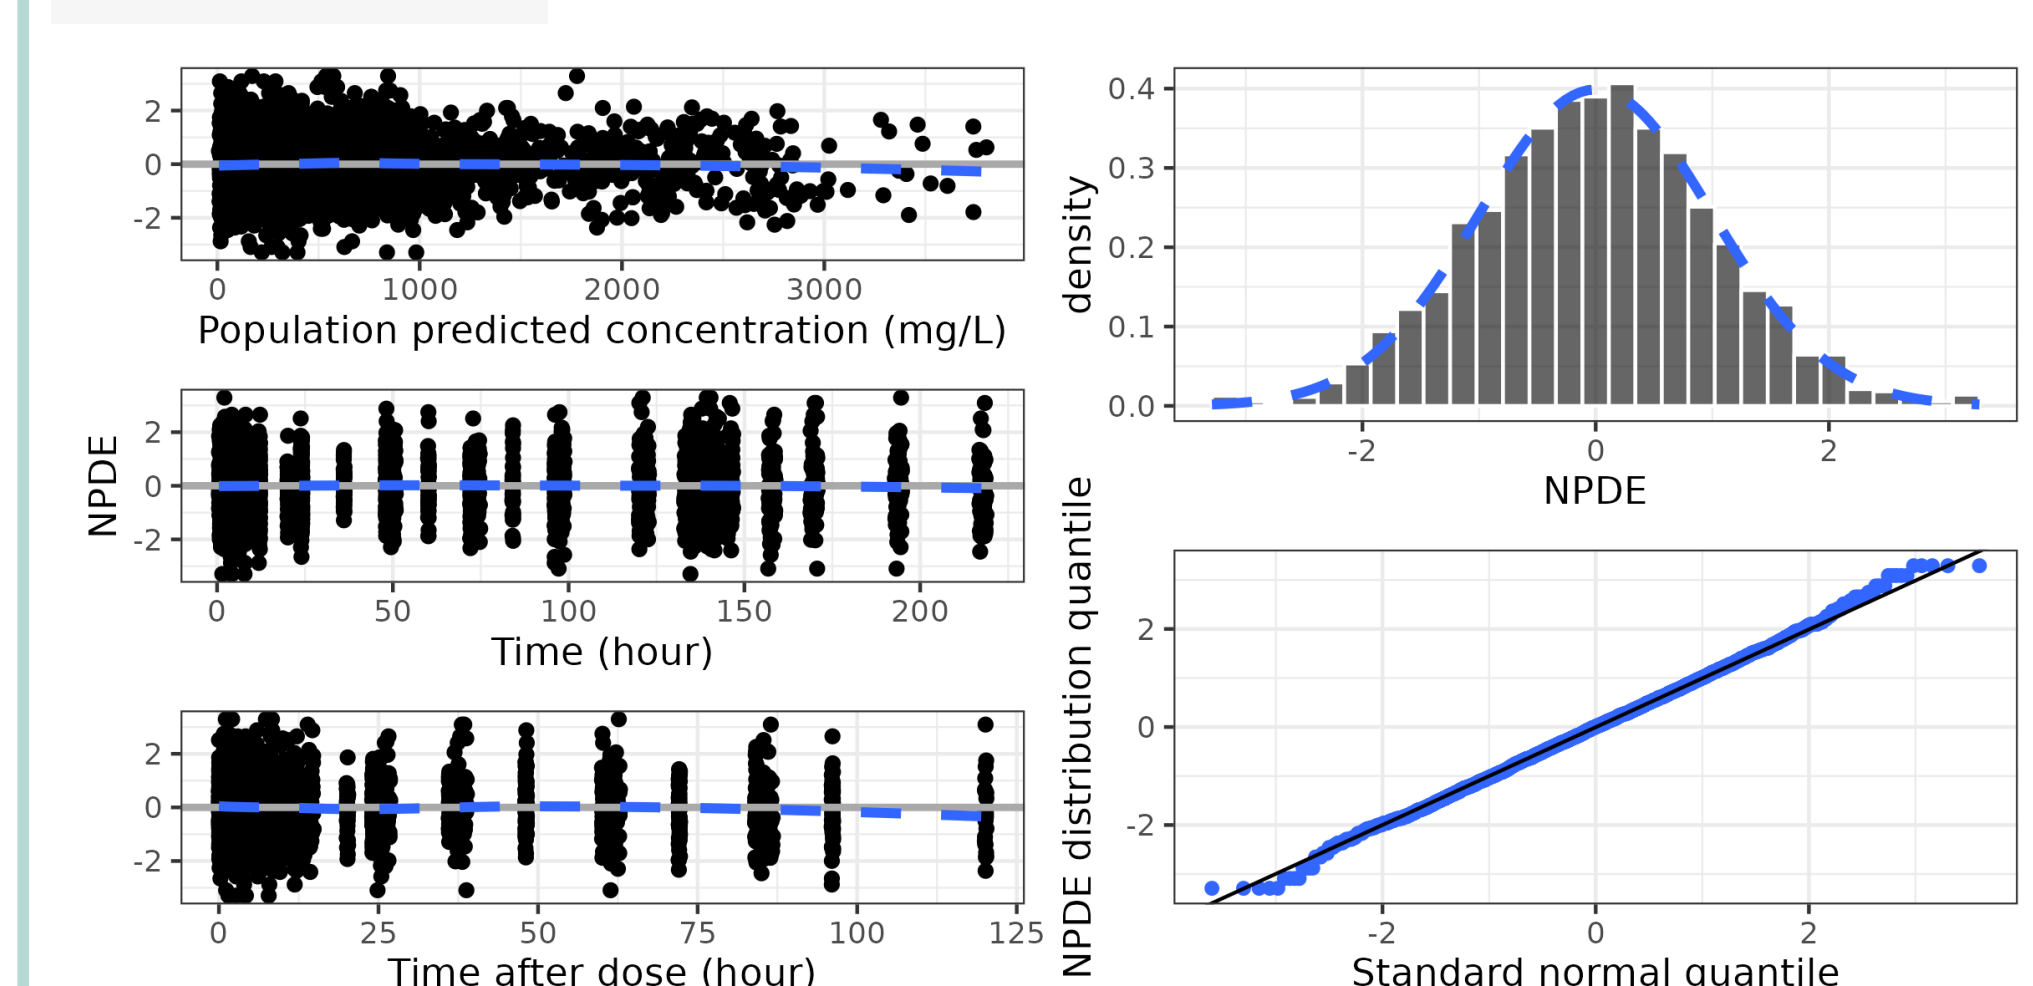 2
0
-2
0 1000 2000 3000
Population predicted concentration (mg/L)
NPDE
2
0
-2
0 50 100 150 200
Time (hour)
2
0
-2
0 25 50 75 100 125
Time after dose (hour)
density
0.4
0.3
0.2
0.1
0.0
-2 0 2
NPDE
NPDE distribution quantile
2
0
-2
-2 0 2
Standard normal quantile